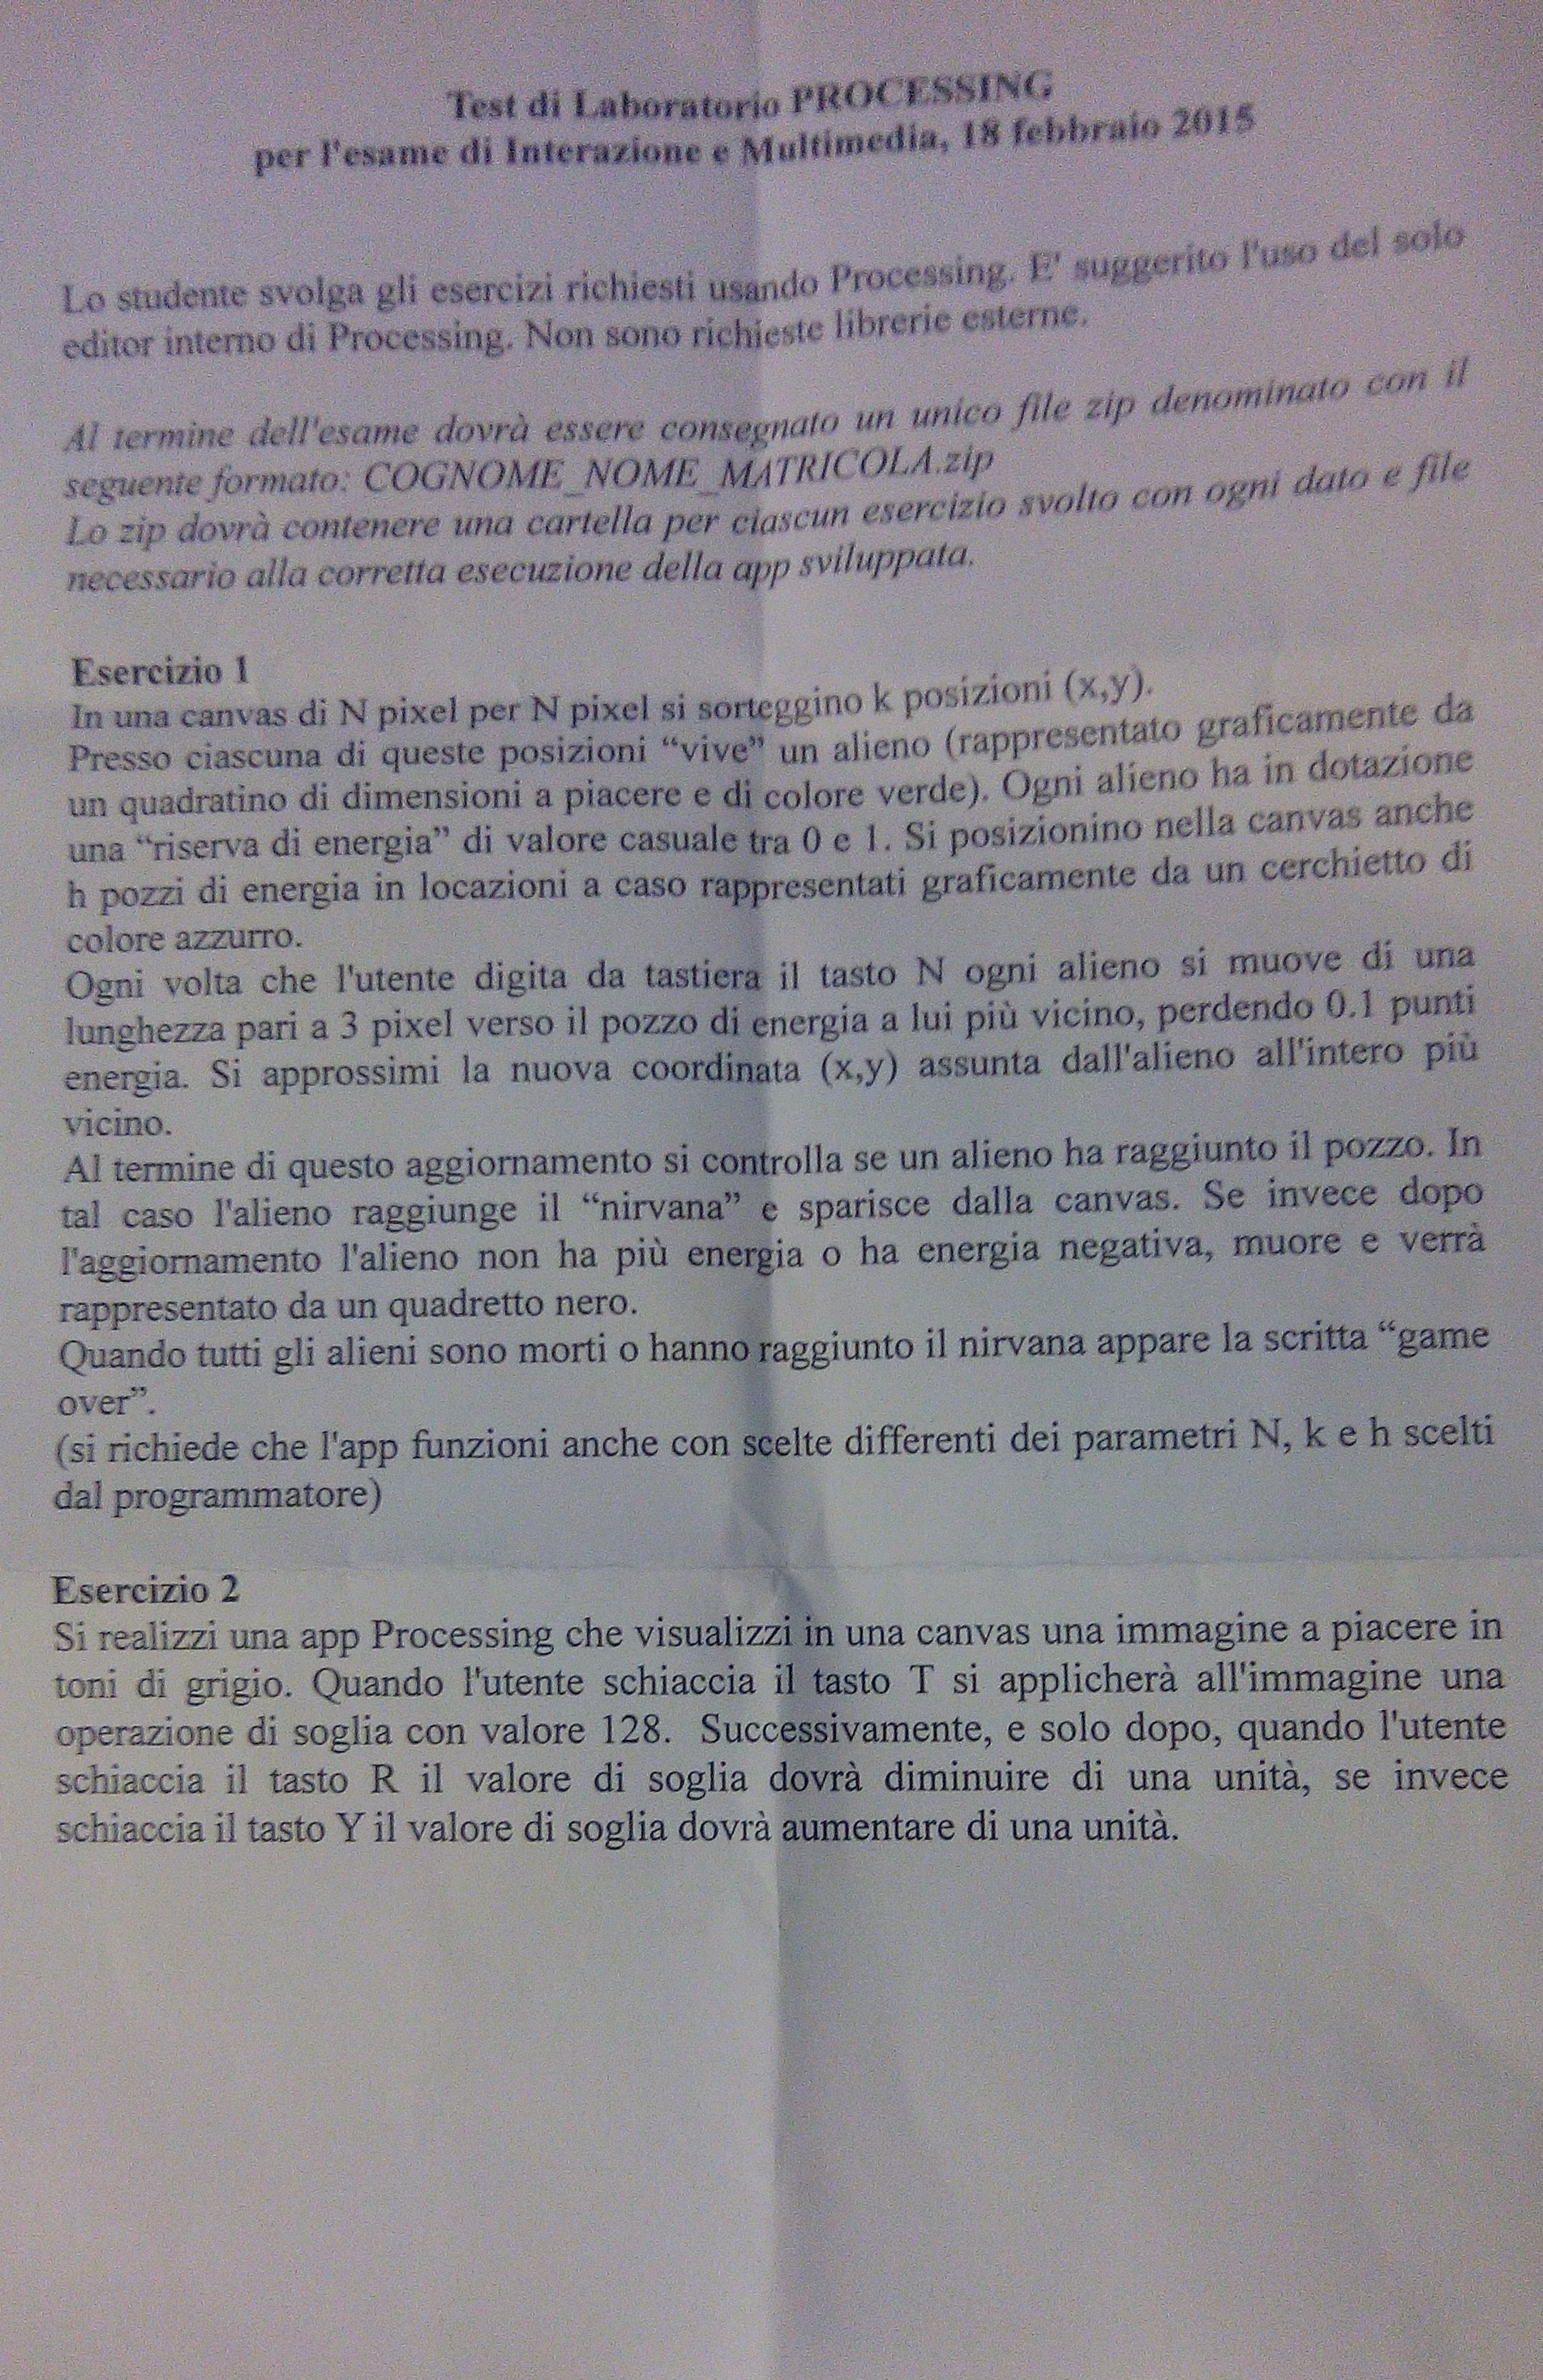 Test di Laboratorio PROCESSING
per l'esame di Interazione e Multimedia, 18 febbraio 2015
Lo studente svolga gli esercizi richiesti usando Processing. E' suggerito l'uso del solo
editor interno di Processing. Non sono richieste librerie esterne.
Al termine dell'esame dovrà essere consegnato un unico file zip denominato con il
seguente formato: COGNOME_NOME_MATRICOLA.zip
Lo zip dovrà contenere una cartella per ciascun esercizio svolto con ogni dato e file
necessario alla corretta esecuzione della app sviluppata.
Esercizio 1
In una canvas di N pixel per N pixel si sorteggino k posizioni (x,y).
Presso ciascuna di queste posizioni “vive” un alieno (rappresentato graficamente da
un quadratino di dimensioni a piacere e di colore verde). Ogni alieno ha in dotazione
una “riserva di energia” di valore casuale tra 0 e 1. Si posizionino nella canvas anche
h pozzi di energia in locazioni a caso rappresentati graficamente da un cerchietto di
colore azzurro.
Ogni volta che l'utente digita da tastiera il tasto N ogni alieno si muove di una
lunghezza pari a 3 pixel verso il pozzo di energia a lui più vicino, perdendo 0.1 punti
energia. Si approssimi la nuova coordinata (x,y) assunta dall'alieno all'intero più
vicino.
Al termine di questo aggiornamento si controlla se un alieno ha raggiunto il pozzo. In
tal caso l'alieno raggiunge il “nirvana” e sparisce dalla canvas. Se invece dopo
l'aggiornamento l'alieno non ha più energia o ha energia negativa, muore e verrà
rappresentato da un quadretto nero.
Quando tutti gli alieni sono morti o hanno raggiunto il nirvana appare la scritta “game
over”.
(si richiede che l'app funzioni anche con scelte differenti dei parametri N, k e h scelti
dal programmatore)
Esercizio 2
Si realizzi una app Processing che visualizzi in una canvas una immagine a piacere in
toni di grigio. Quando l'utente schiaccia il tasto T si applicherà all'immagine una
operazione di soglia con valore 128. Successivamente, e solo dopo, quando l'utente
schiaccia il tasto R il valore di soglia dovrà diminuire di una unità, se invece
schiaccia il tasto Y il valore di soglia dovrà aumentare di una unità.